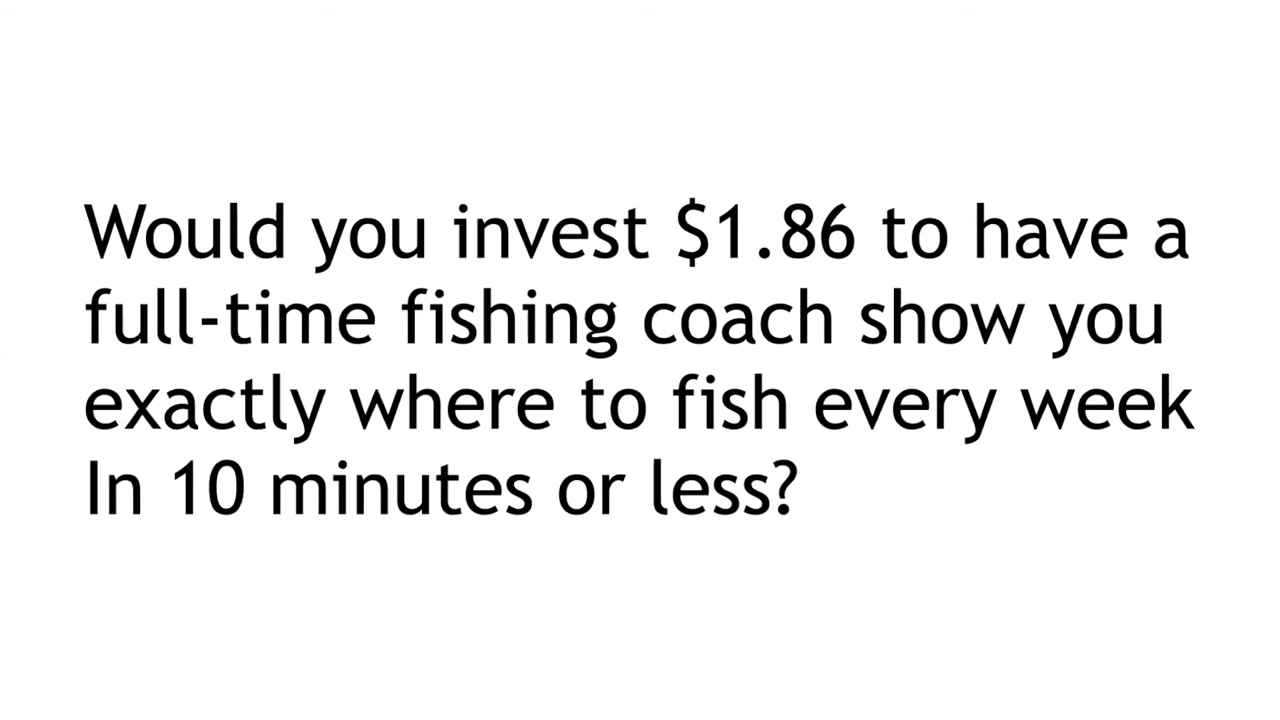 Would you invest $1.86 to have a
full-time fishing coach show you
exactly where to fish every week
In 10 minutes or less?